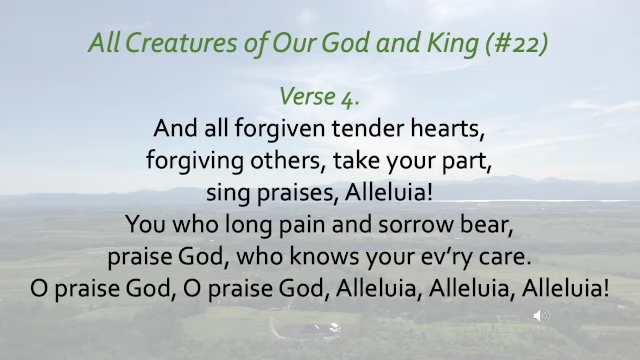 All Creatures of Our God and King (#22)
Verse 4.
And all forgiven tender hearts,
forgiving others, take your part,
sing praises, Alleluia!
You who long pain and sorrow bear,
praise God, who knows your ev’ry care.
O praise God, O praise God, Alleluia, Alleluia, Alleluia!